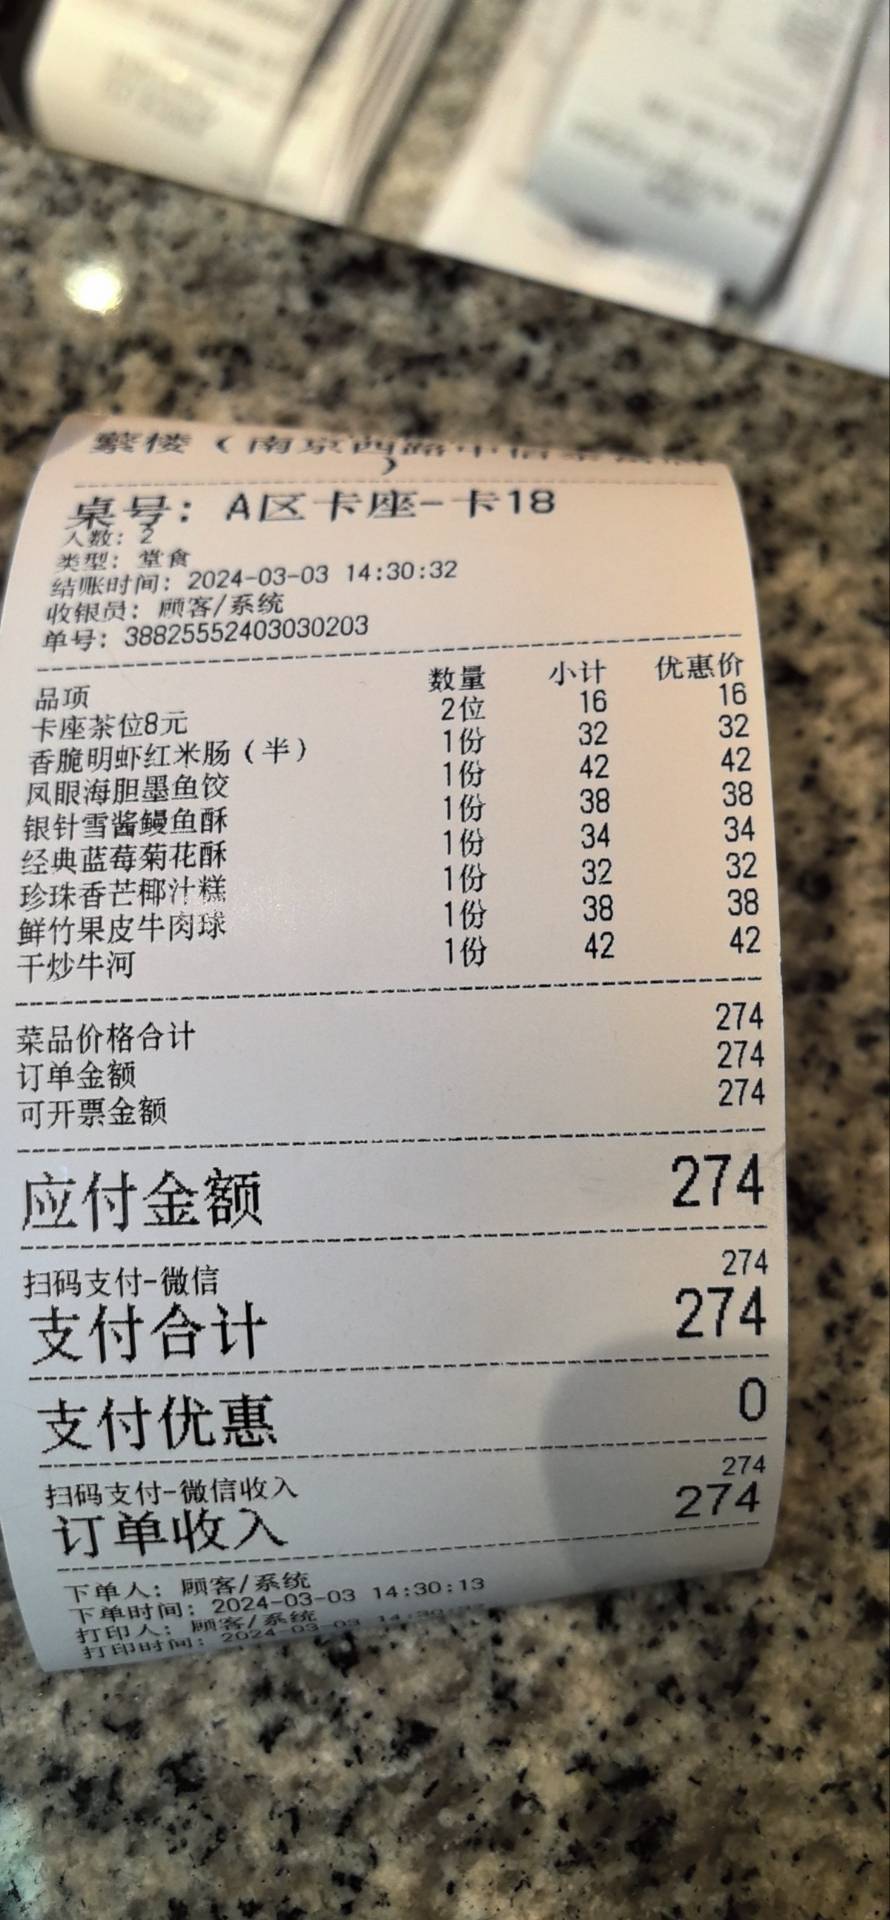 桌号: A区卡座-卡18
人数: 2
类型: 堂食
结账时间: 2024-03-03 14:30:32
收银员: 顾客/系统
单号: 38825552403030203
品项 数量 小计 优惠价
卡座茶位8元 2位 16 16
香脆明虾红米肠(半) 1份 32 32
凤眼海胆墨鱼饺 1份 42 42
银针雪酱鳗鱼酥 1份 38 38
经典蓝莓菊花酥 1份 34 34
珍珠香芒椰汁糕 1份 32 32
鲜竹果皮牛肉球 1份 38 38
干炒牛河 1份 42 42
菜品价格合计 274
订单金额 274
可开票金额 274
应付金额 274
扫码支付-微信 274
支付合计 274
支付优惠 0
扫码支付-微信收入 274
订单收入 274
下单人: 顾客/系统
下单时间: 2024-03-03 14:30:13
打印人: 顾客/系统
打印时间: 2024-03-03